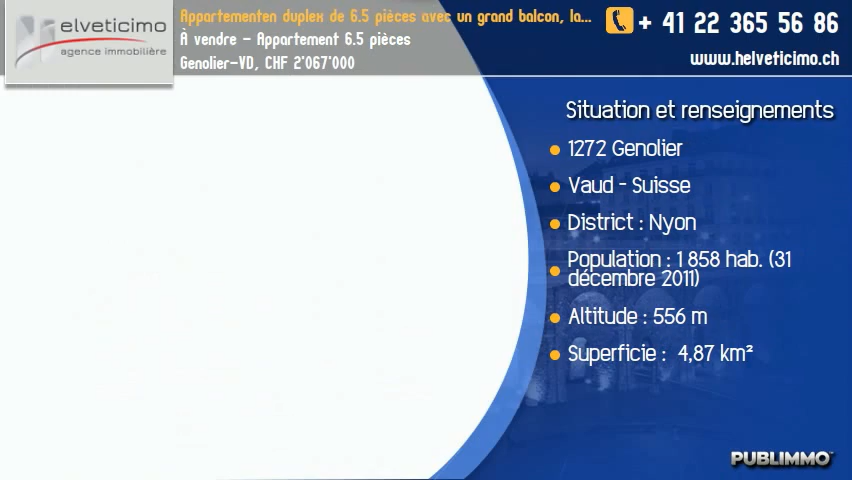 elveticimo
agence immobilière
Appartementen duplex de 6.5 pièces avec un grand balcon, la...
À vendre - Appartement 6.5 pièces
Genolier-VD, CHF 2'067'000
+ 41 22 365 56 86
www.helveticimo.ch
Situation et renseignements
1272 Genolier
Vaud - Suisse
District : Nyon
Population : 1 858 hab. (31
décembre 2011)
Altitude : 556 m
Superficie : 4,87 km²
PUBLIMMO